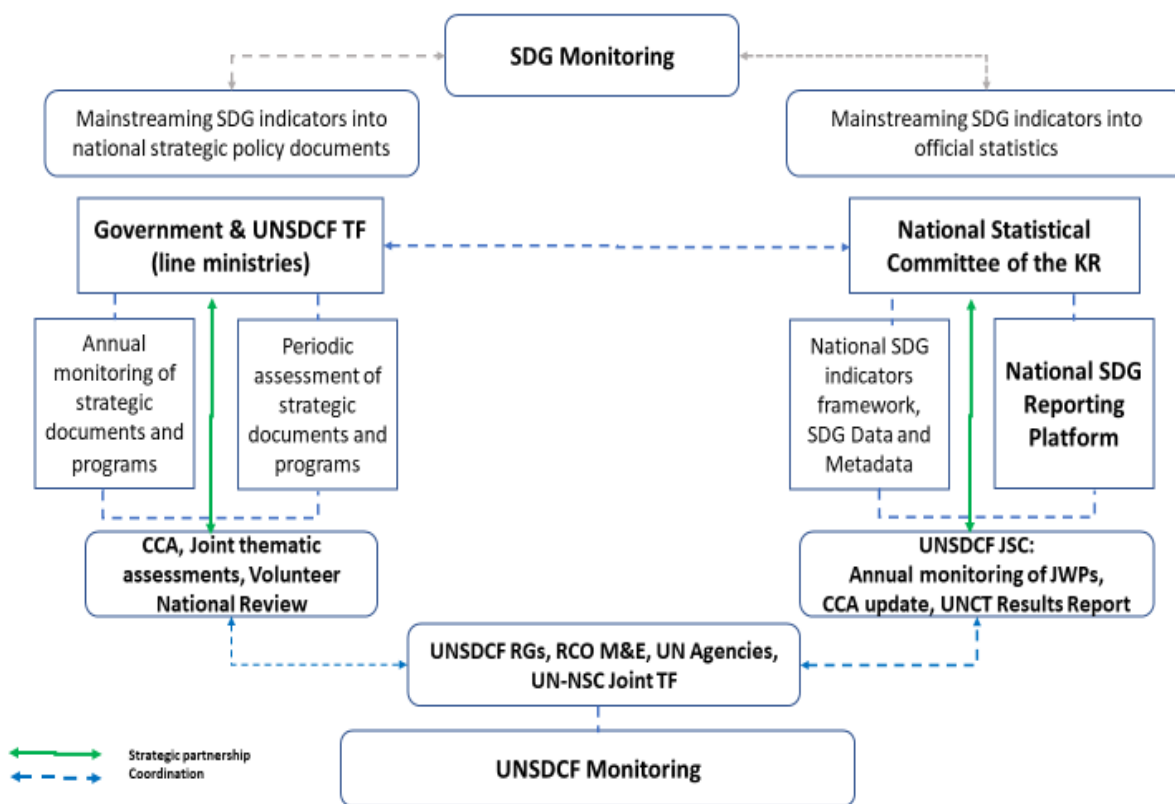 SDG Monitoring
Mainstreaming SDG indicators into
national strategic policy documents
Mainstreaming SDG indicators into
official statistics
Government & UNSDCF TF
(line ministries)
National Statistical
Committee of the KR
Annual
monitoring of
strategic
documents and
programs
Periodic
assessment of
strategic
documents and
programs
National SDG
indicators
framework,
SDG Data and
Metadata
National SDG
Reporting
Platform
CCA, Joint thematic
assessments, Volunteer
National Review
UNSDCF JSC:
Annual monitoring of JWPs,
CCA update, UNCT Results Report
UNSDCF RGs, RCO M&E, UN Agencies,
UN-NSC Joint TF
UNSDCF Monitoring
Strategic partnership
Coordination